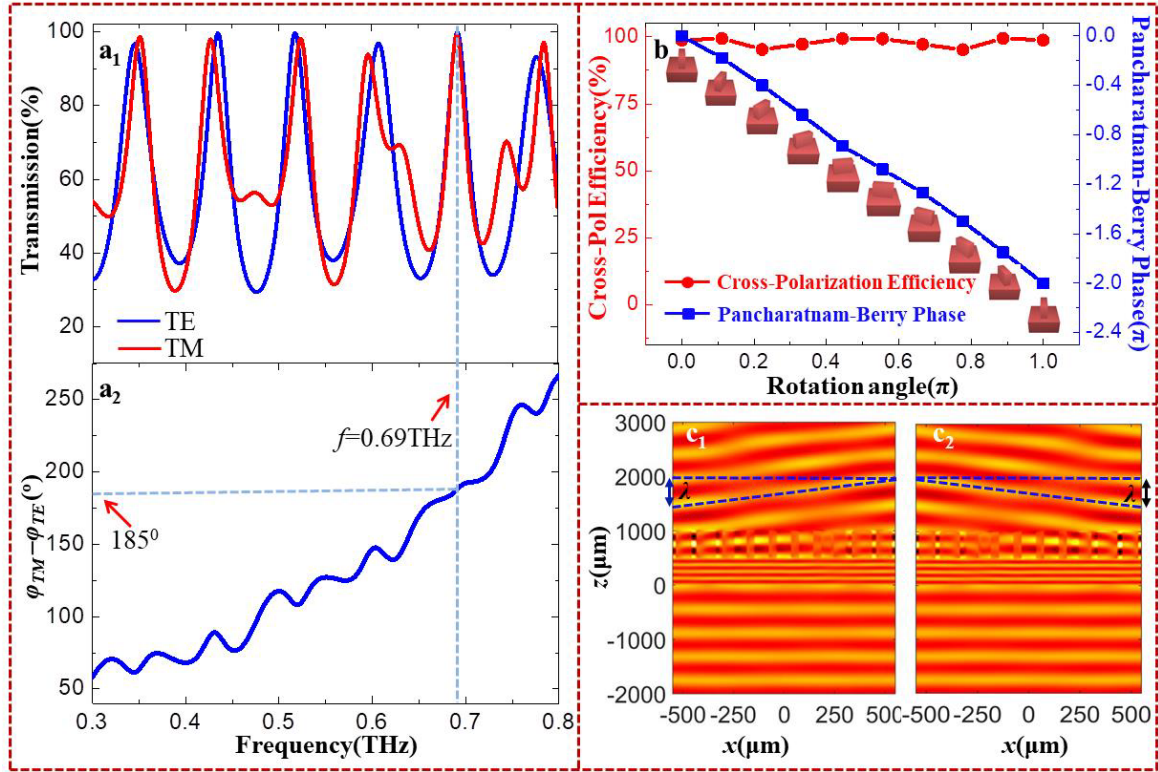 a1
Transmission(%)
100
80
60
40
20
TE
TM
a2
φTM−φTE(°)
250
200
150
100
50
f=0.69THz
185⁰
0.3 0.4 0.5 0.6 0.7 0.8
Frequency(THz)
b
Cross-Pol Efficiency(%)
100
75
50
25
0
Pancharatnam-Berry Phase(π)
0.0
-0.4
-0.8
-1.2
-1.6
-2.0
-2.4
Cross-Polarization Efficiency
Pancharatnam-Berry Phase
0.0 0.2 0.4 0.6 0.8 1.0
Rotation angle(π)
c1
c2
z(μm)
3000
2000
1000
0
-1000
-2000
λ
λ
-500 -250 0 250 500 -500 -250 0 250 500
x(μm)
x(μm)